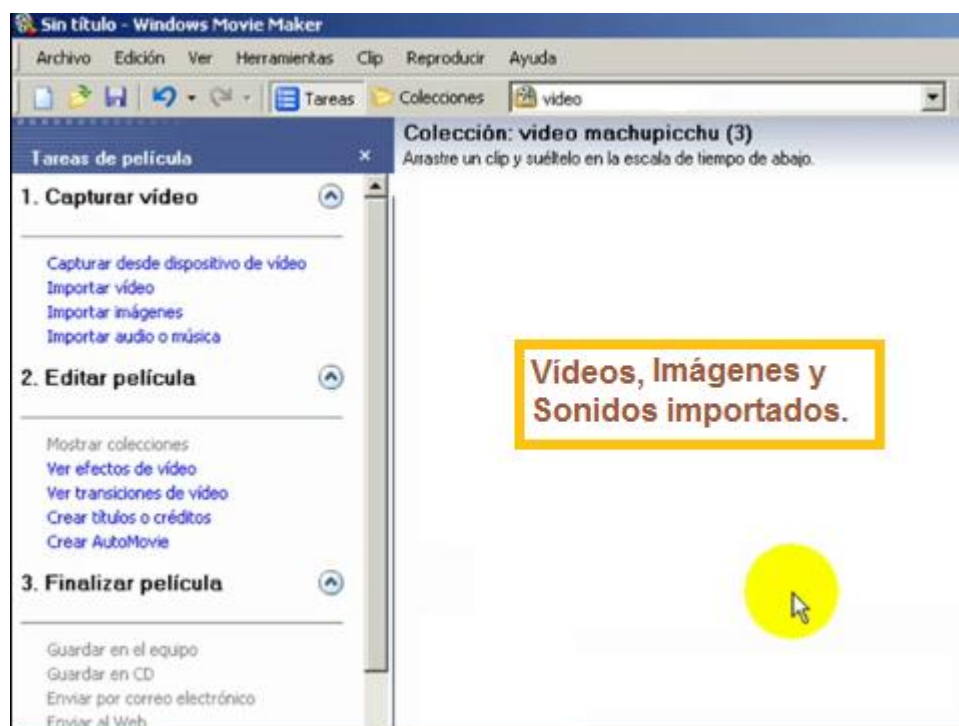 Sin título - Windows Movie Maker
Archivo Edición Ver Herramientas Clip Reproducir Ayuda
Tareas Colecciones video
Tareas de película
Colección: video machupicchu (3)
Arrastre un clip y suéltelo en la escala de tiempo de abajo.
1. Capturar vídeo
Capturar desde dispositivo de vídeo
Importar vídeo
Importar imágenes
Importar audio o música
2. Editar película
Mostrar colecciones
Ver efectos de vídeo
Ver transiciones de vídeo
Crear títulos o créditos
Crear AutoMovie
3. Finalizar película
Guardar en el equipo
Guardar en CD
Enviar por correo electrónico
Enviar al Web
Vídeos, Imágenes y
Sonidos importados.